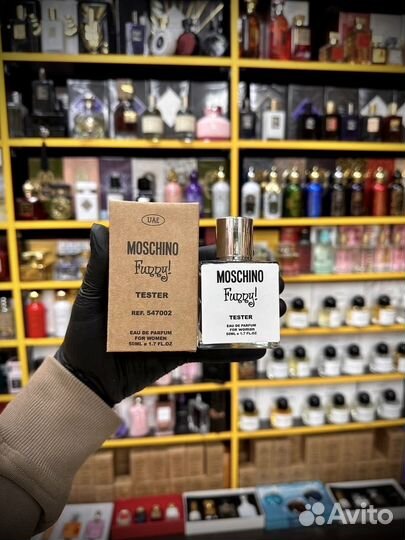 UAE
MOSCHINO
Funny!
TESTER
REF. 547002
EAU DE PARFUM
FOR WOMEN
50ML e 1.7 FL.OZ
MOSCHINO
Funny!
TESTER
EAU DE PARFUM
FOR WOMEN
50ML e 1.7 FL.OZ
Avito